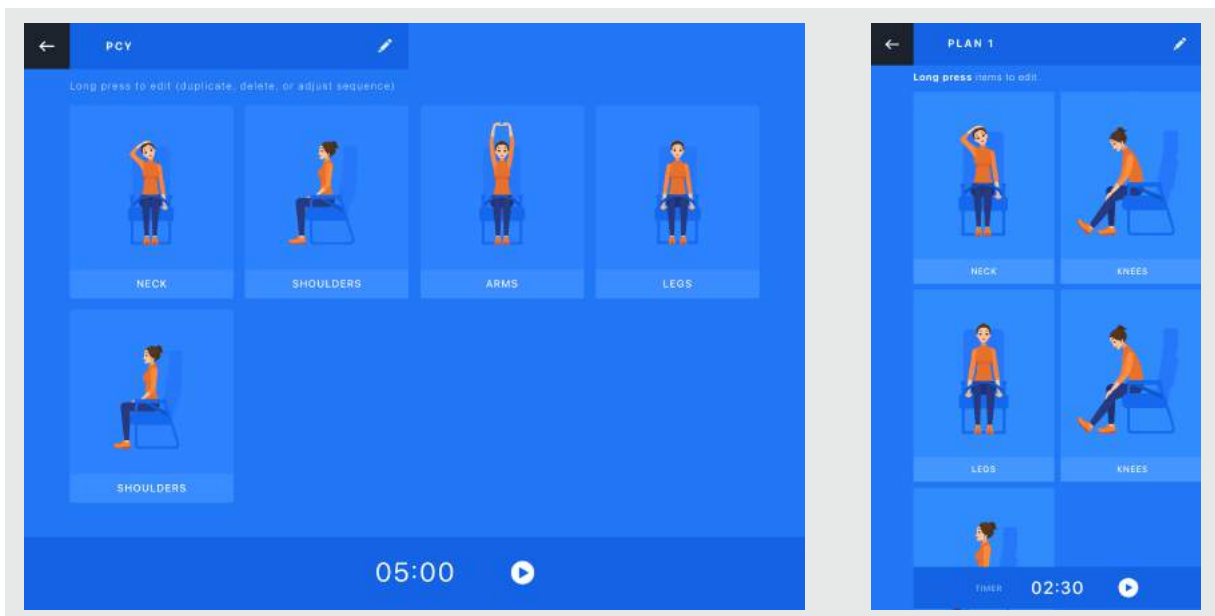 PCY
Long press to edit (duplicate, delete, or adjust sequence)
NECK
SHOULDERS
ARMS
LEGS
SHOULDERS
05:00
PLAN 1
Long press items to edit
NECK
KNEES
LEGS
KNEES
TIMER
02:30